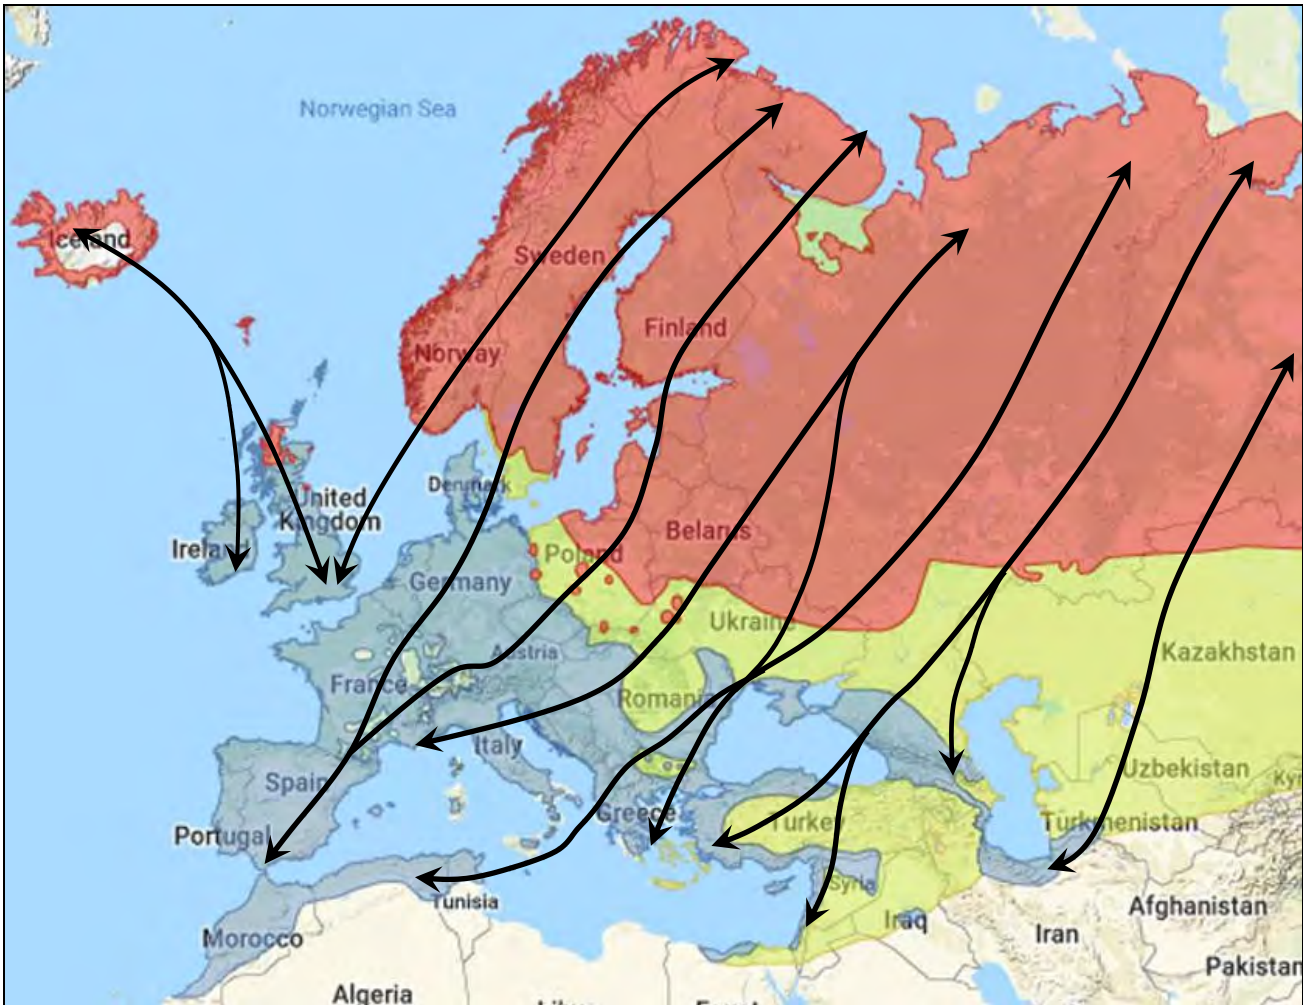 Norwegian Sea
Iceland
Sweden
Finland
Norway
Denmark
United
Kingdom
Ireland
Belarus
Poland
Germany
Ukraine
Austria
Kazakhstan
France
Romania
Italy
Uzbekistan
Kyr
Spain
Greece
Turkey
Turkmenistan
Portugal
Syria
Tunisia
Iraq
Afghanistan
Morocco
Iran
Pakistan
Algeria